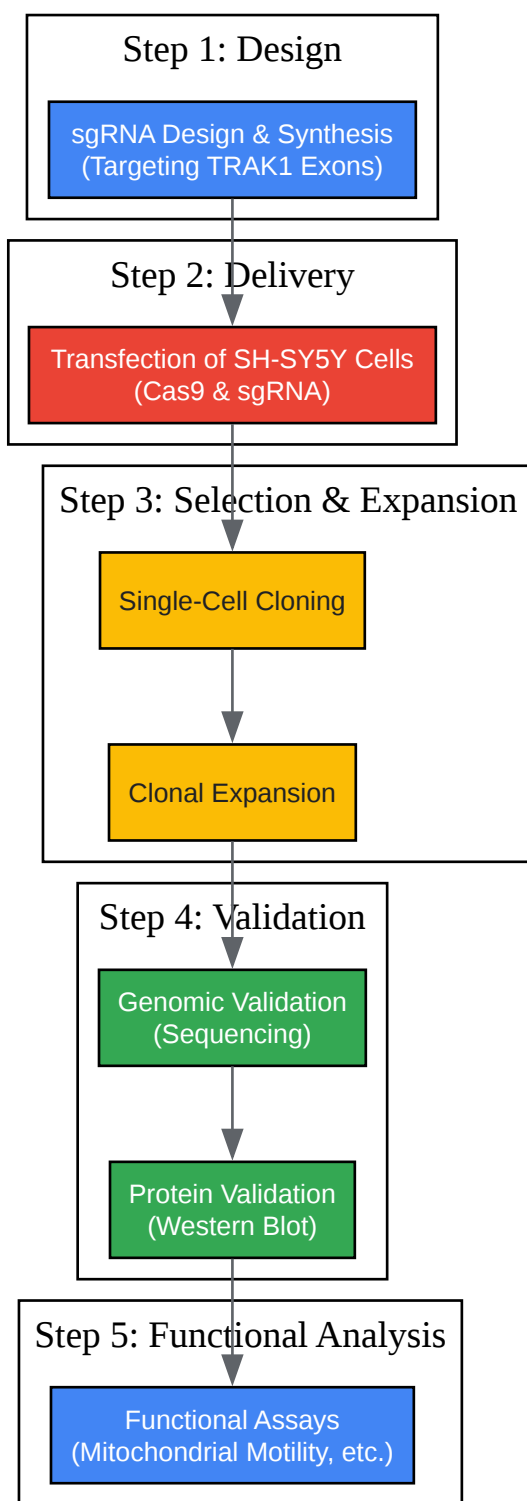 Step 1: Design
sgRNA Design & Synthesis
(Targeting TRAK1 Exons)
Step 2: Delivery
Transfection of SH-SY5Y Cells
(Cas9 & sgRNA)
Step 3: Selection & Expansion
Single-Cell Cloning
Clonal Expansion
Step 4: Validation
Genomic Validation
(Sequencing)
Protein Validation
(Western Blot)
Step 5: Functional Analysis
Functional Assays
(Mitochondrial Motility, etc.)